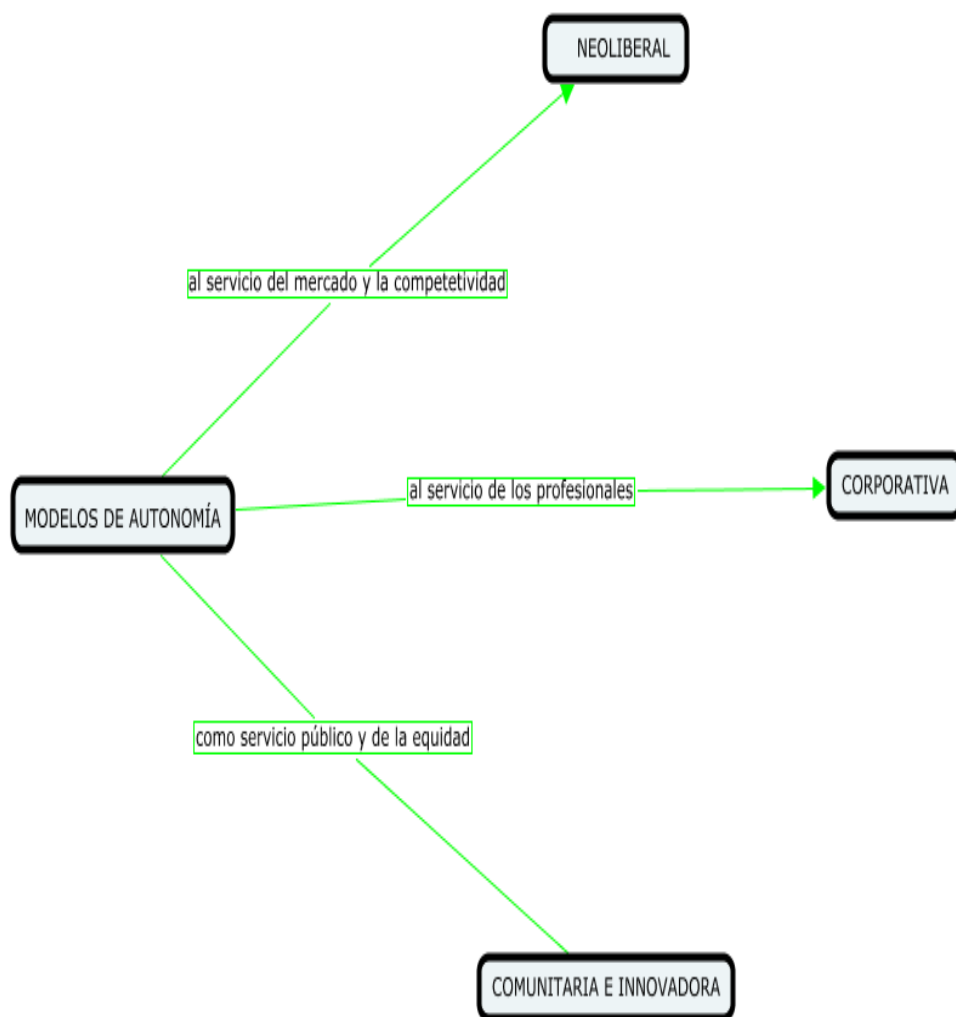 NEOLIBERAL
al servicio del mercado y la competetividad
MODELOS DE AUTONOMÍA
al servicio de los profesionales
CORPORATIVA
como servicio público y de la equidad
COMUNITARIA E INNOVADORA